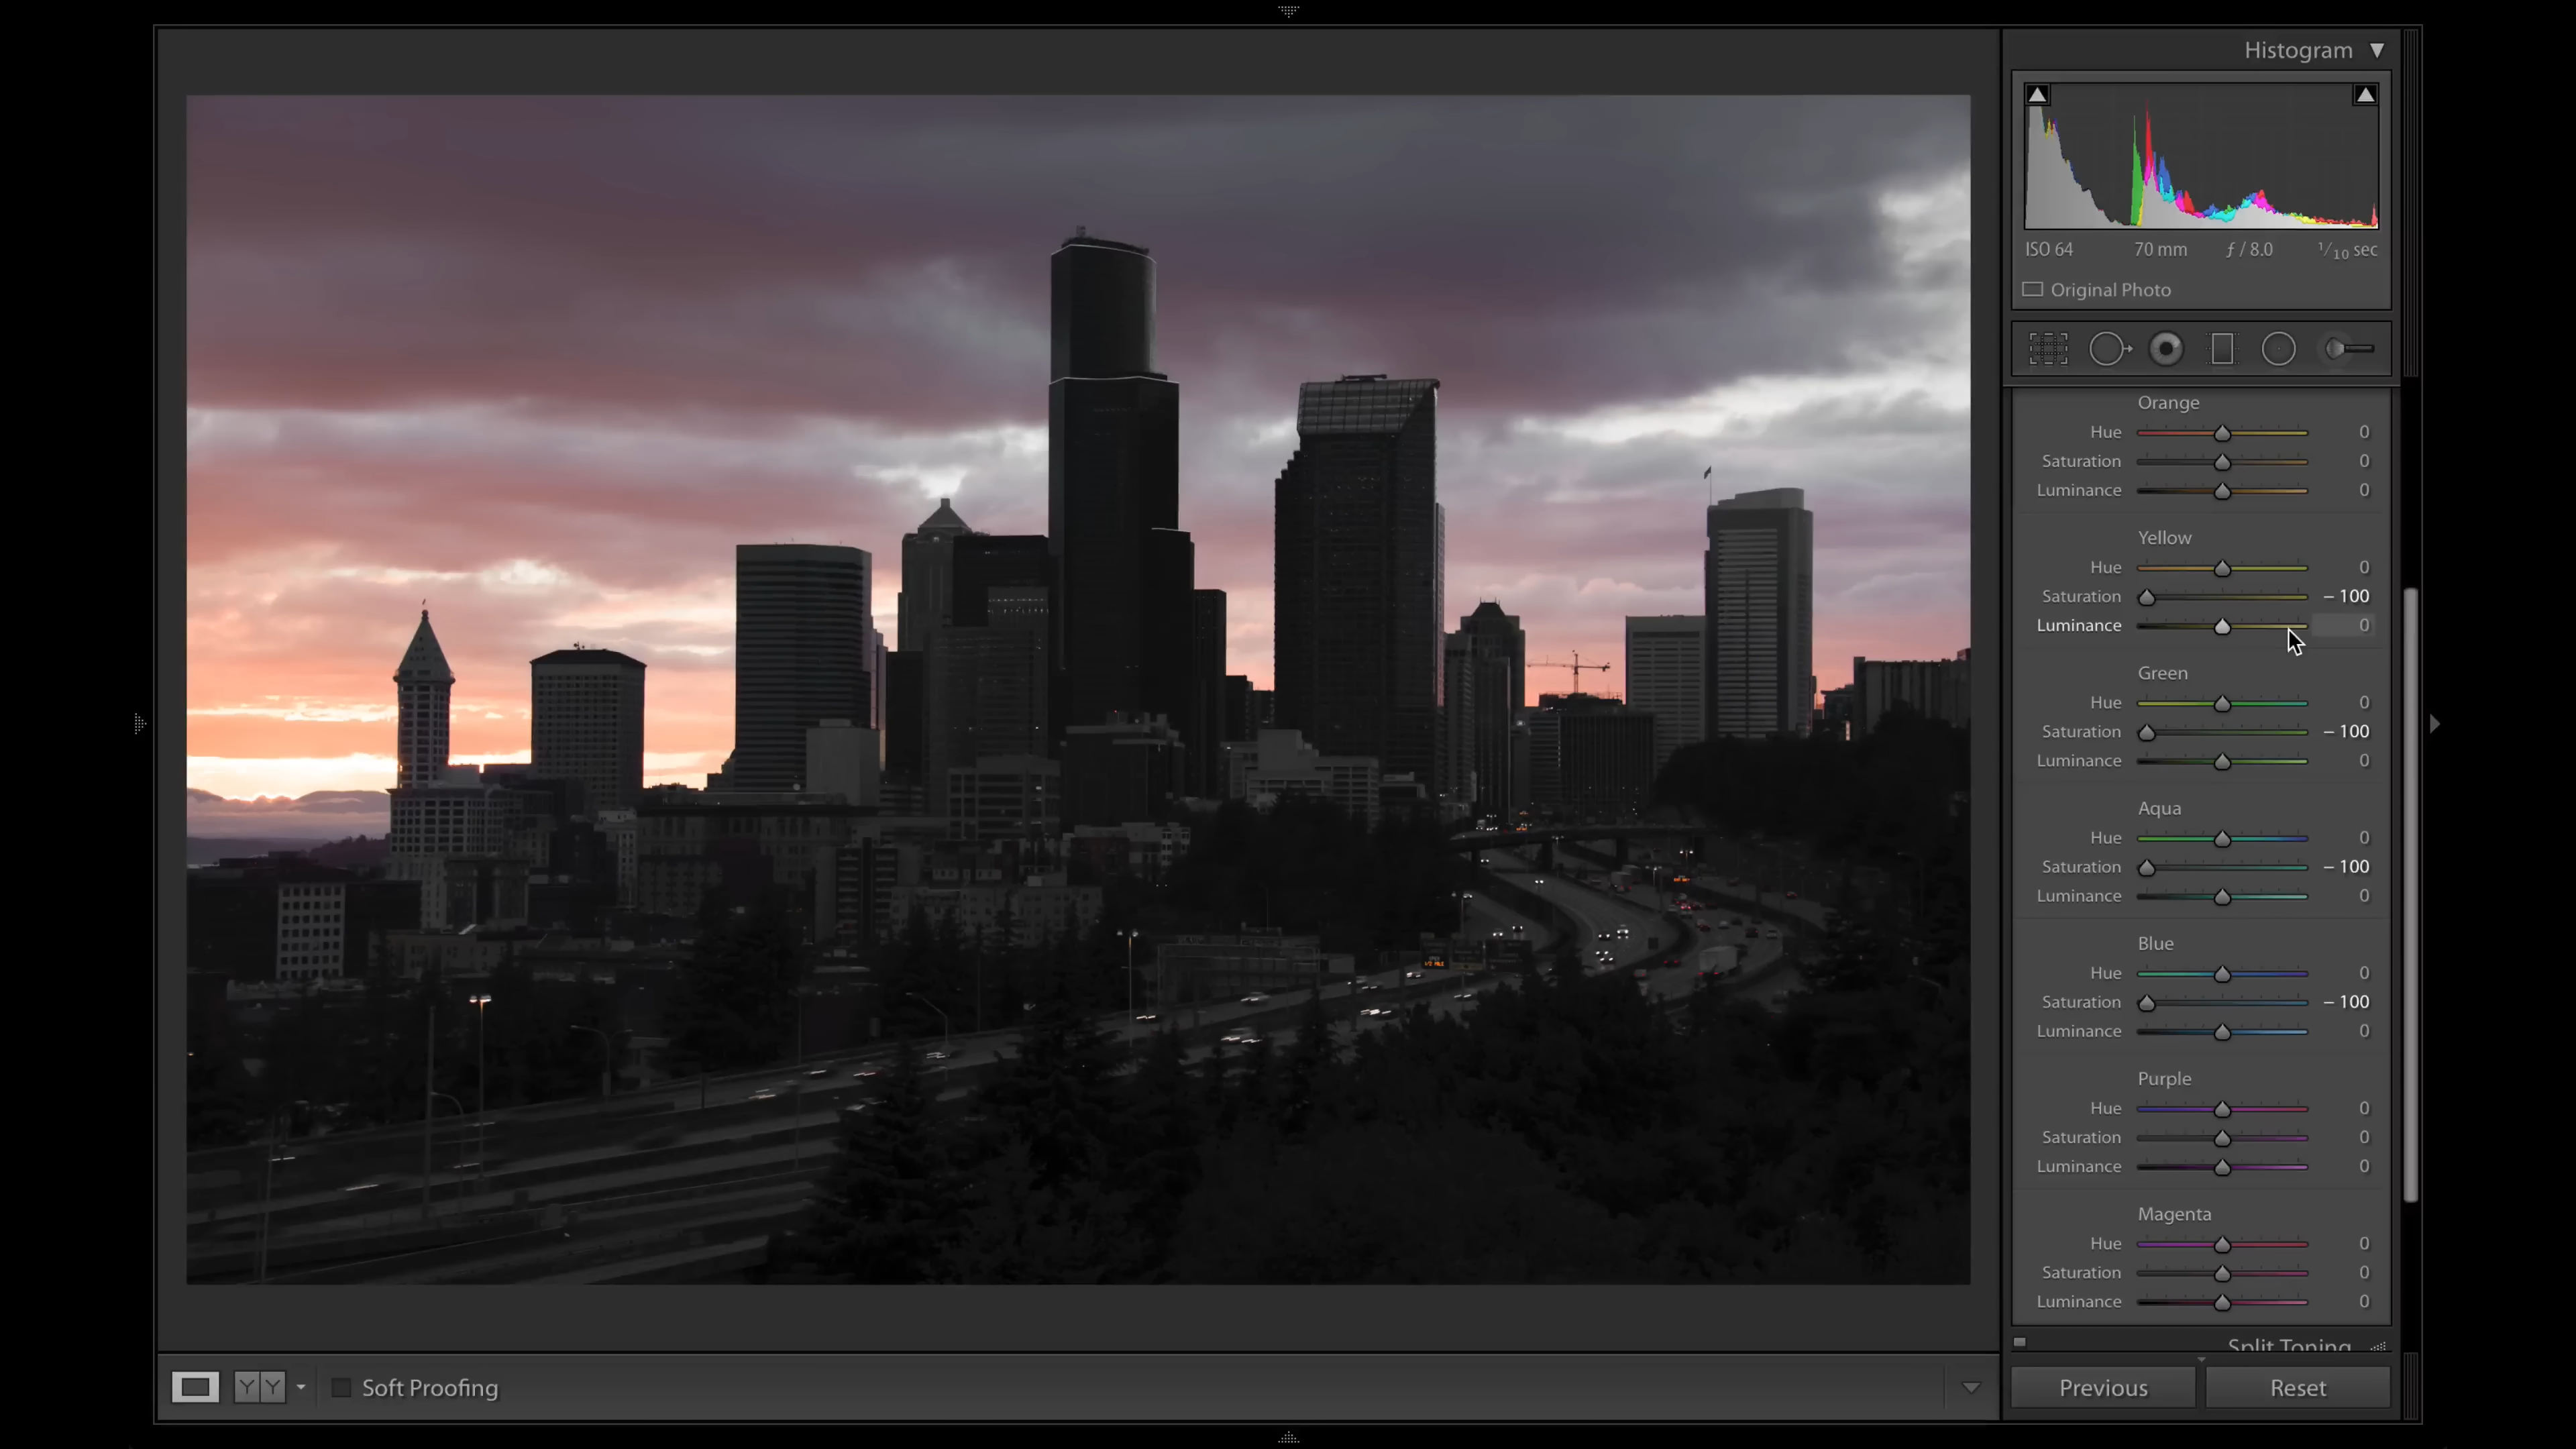 Histogram
ISO 64 70 mm ƒ / 8.0 1/10 sec
Original Photo
Orange
Hue 0
Saturation 0
Luminance 0
Yellow
Hue 0
Saturation – 100
Luminance 0
Green
Hue 0
Saturation – 100
Luminance 0
Aqua
Hue 0
Saturation – 100
Luminance 0
Blue
Hue 0
Saturation – 100
Luminance 0
Purple
Hue 0
Saturation 0
Luminance 0
Magenta
Hue 0
Saturation 0
Luminance 0
Split Toning
Y Y Soft Proofing
Previous Reset